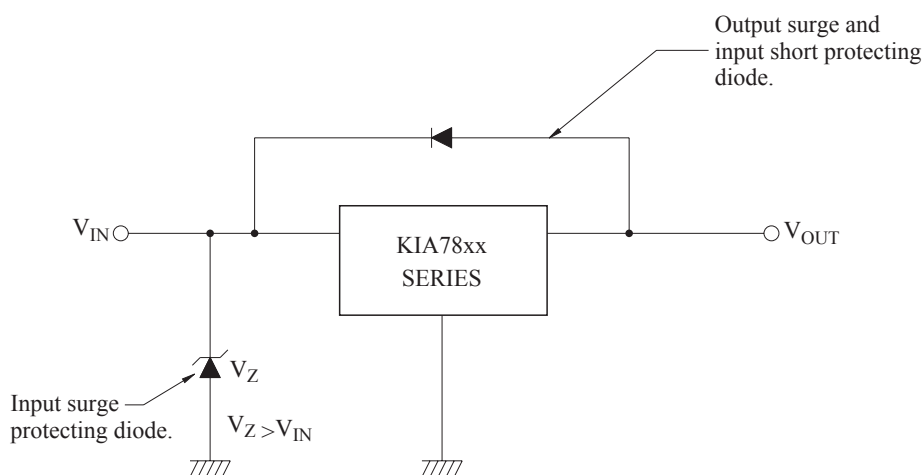 Output surge and
input short protecting
diode.
VIN
KIA78xx
SERIES
VOUT
VZ
Input surge
protecting diode.
VZ>VIN